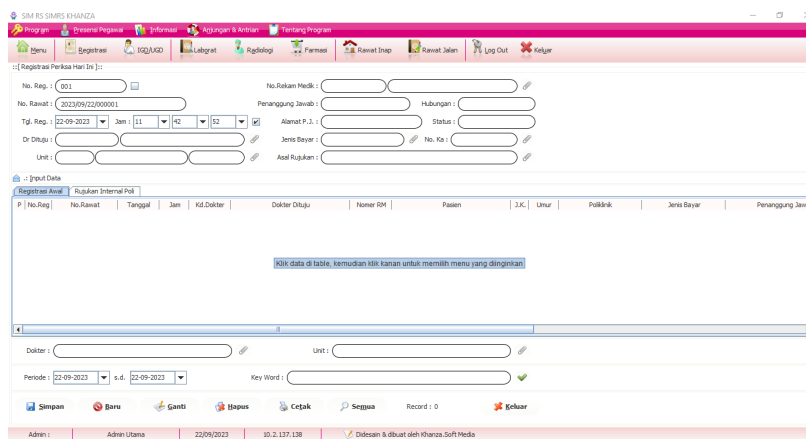 SIM RS SIMRS KHANZA
Program Presensi Pegawai Informasi Anjungan & Antrian Tentang Program
Menu Registrasi IGD/UGD Laborat Radiologi Farmasi Rawat Inap Rawat Jalan Log Out Keluar
::[ Registrasi Periksa Hari Ini ]::
No. Reg. : 001 No.Rekam Medik :
No. Rawat : 2023/09/22/000001 Penanggung Jawab : Hubungan :
Tgl. Reg. : 22-09-2023 Jam : 11 42 52 Alamat P.J. : Status :
Dr Dituju : Jenis Bayar : No. Ka :
Unit : Asal Rujukan :
.: Input Data
Registrasi Awal Rujukan Internal Poli
P No.Reg No.Rawat Tanggal Jam Kd.Dokter Dokter Dituju Nomer RM Pasien J.K. Umur Poliklinik Jenis Bayar Penanggung Jaw
Klik data di table, kemudian klik kanan untuk memilih menu yang diinginkan
Dokter : Unit :
Periode : 22-09-2023 s.d. 22-09-2023 Key Word :
Simpan Baru Ganti Hapus Cetak Semua Record : 0 Keluar
Admin : Admin Utama 22/09/2023 10.2.137.138 Didesain & dibuat oleh Khanza.Soft Media